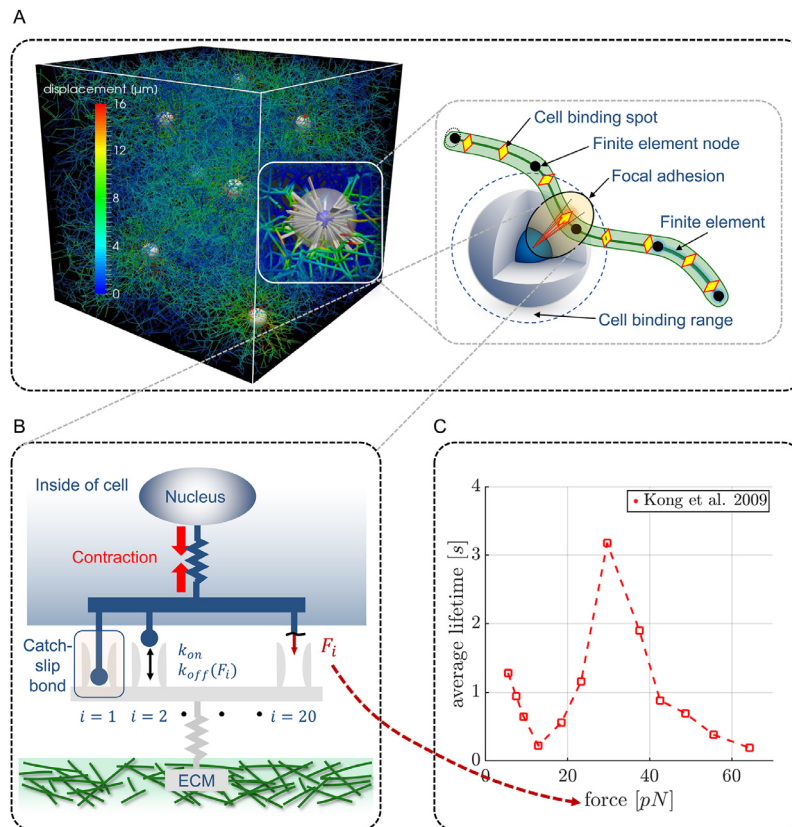 A
displacement [µm]
16
12
8
4
0
Cell binding spot
Finite element node
Focal adhesion
Finite element
Cell binding range
B
Inside of cell
Nucleus
Contraction
Catch-
slip
bond
k_on
k_off(F_i)
F_i
i = 1
i = 2
i = 20
ECM
C
4
3
2
1
0
average lifetime [s]
Kong et al. 2009
0
20
40
60
force [pN]